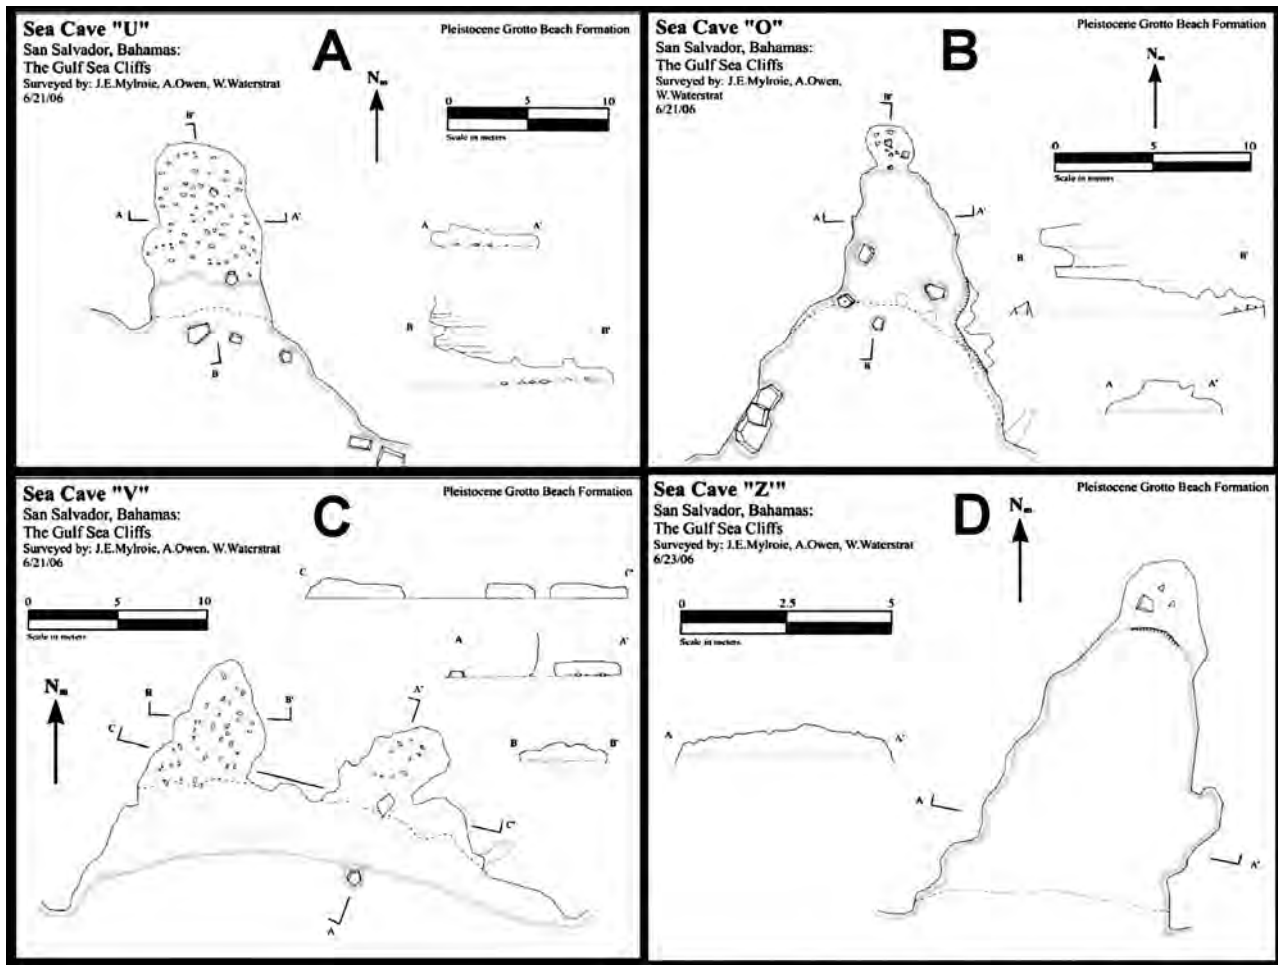 Sea Cave "U"
San Salvador, Bahamas:
The Gulf Sea Cliffs
Surveyed by: J.E.Mylroie, A.Owen, W.Waterstrat
6/21/06
A
Pleistocene Grotto Beach Formation
Nm
0 5 10
Scale in meters
B'
A A'
A A'
B B'
B
Sea Cave "O"
San Salvador, Bahamas:
The Gulf Sea Cliffs
Surveyed by: J.E.Mylroie, A.Owen,
W.Waterstrat
6/21/06
B
Pleistocene Grotto Beach Formation
Nm
0 5 10
Scale in meters
B'
A A'
B B'
B
A A'
Sea Cave "V"
San Salvador, Bahamas:
The Gulf Sea Cliffs
Surveyed by: J.E.Mylroie, A.Owen, W.Waterstrat
6/21/06
C
Pleistocene Grotto Beach Formation
C C'
0 5 10
Scale in meters
A A'
Nm
B B'
A'
C
B B'
C'
A
Sea Cave "Z'"
San Salvador, Bahamas:
The Gulf Sea Cliffs
Surveyed by: J.E.Mylroie, A.Owen, W.Waterstrat
6/23/06
D
Nm
Pleistocene Grotto Beach Formation
0 2.5 5
Scale in meters
A A'
A
A'